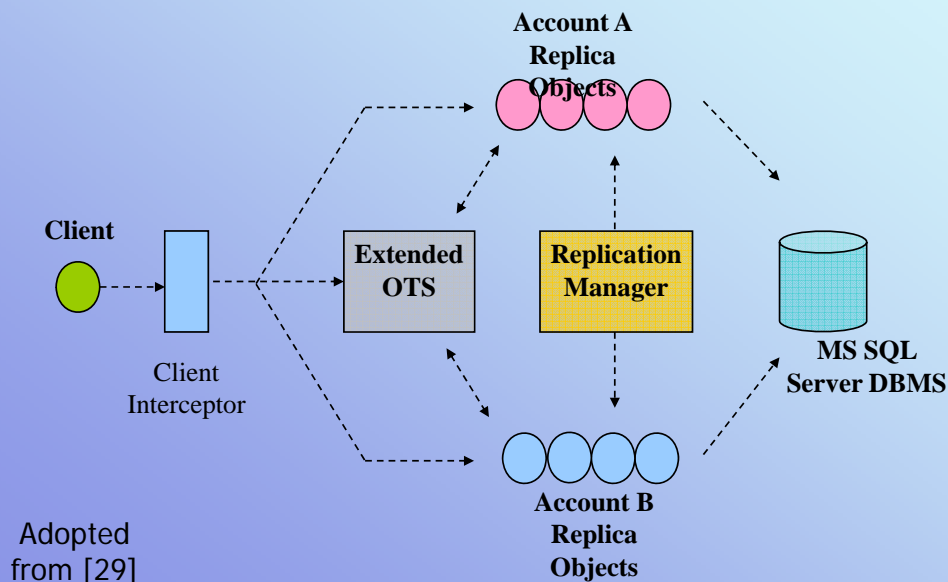 Account A
Replica
Objects
Client
Extended
OTS
Replication
Manager
Client
Interceptor
MS SQL
Server DBMS
Account B
Replica
Objects
Adopted
from [29]